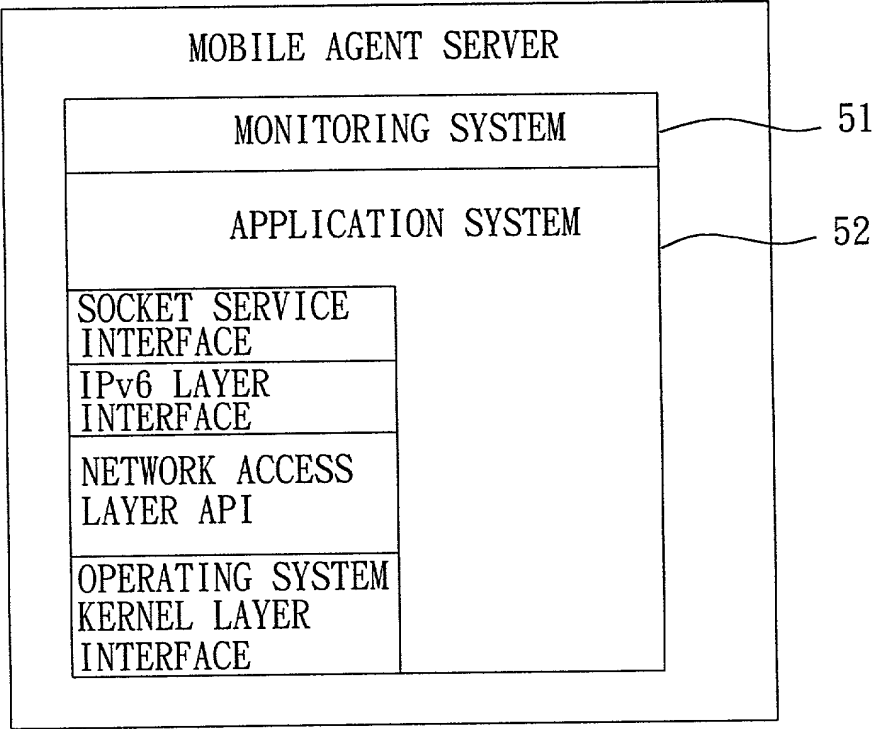 MOBILE AGENT SERVER
MONITORING SYSTEM
51
APPLICATION SYSTEM
52
SOCKET SERVICE
INTERFACE
IPv6 LAYER
INTERFACE
NETWORK ACCESS
LAYER API
OPERATING SYSTEM
KERNEL LAYER
INTERFACE